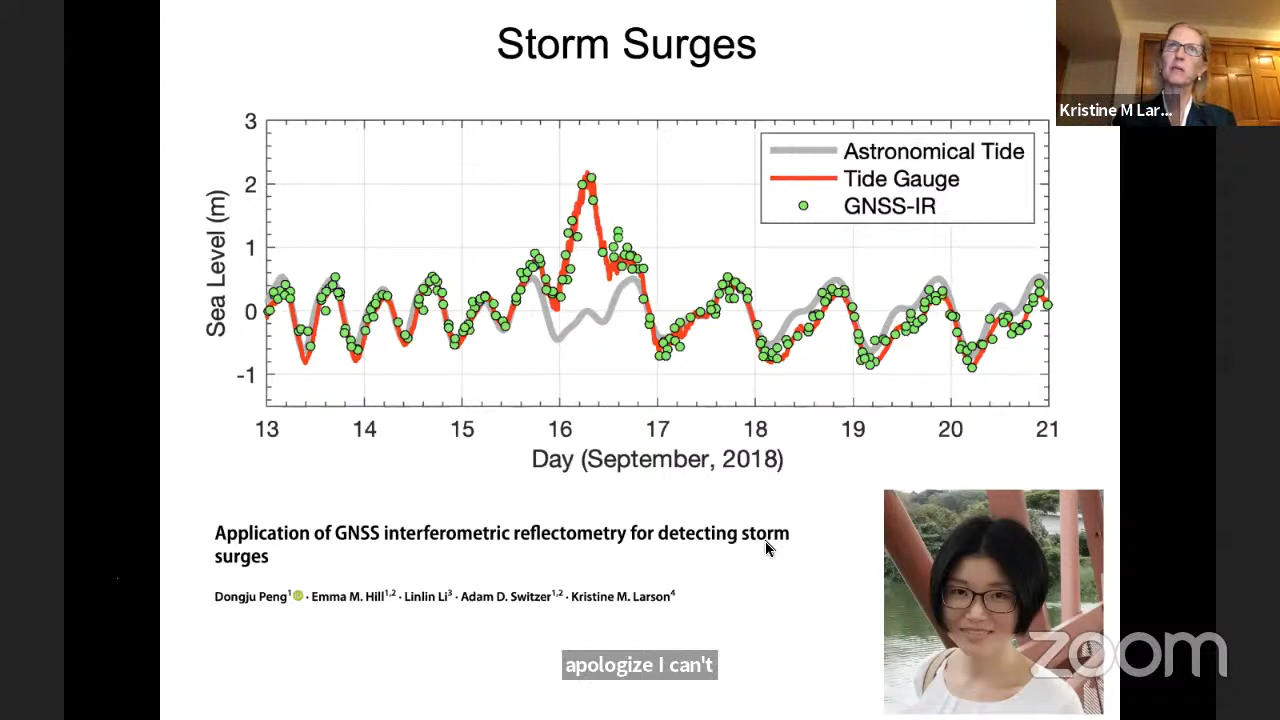 Storm Surges
Kristine M Lar...
3
2
1
0
-1
Sea Level (m)
Astronomical Tide
Tide Gauge
GNSS-IR
13 14 15 16 17 18 19 20 21
Day (September, 2018)
Application of GNSS interferometric reflectometry for detecting storm
surges
Dongju Peng1 · Emma M. Hill1,2 · Linlin Li3 · Adam D. Switzer1,2 · Kristine M. Larson4
zoom
apologize I can't